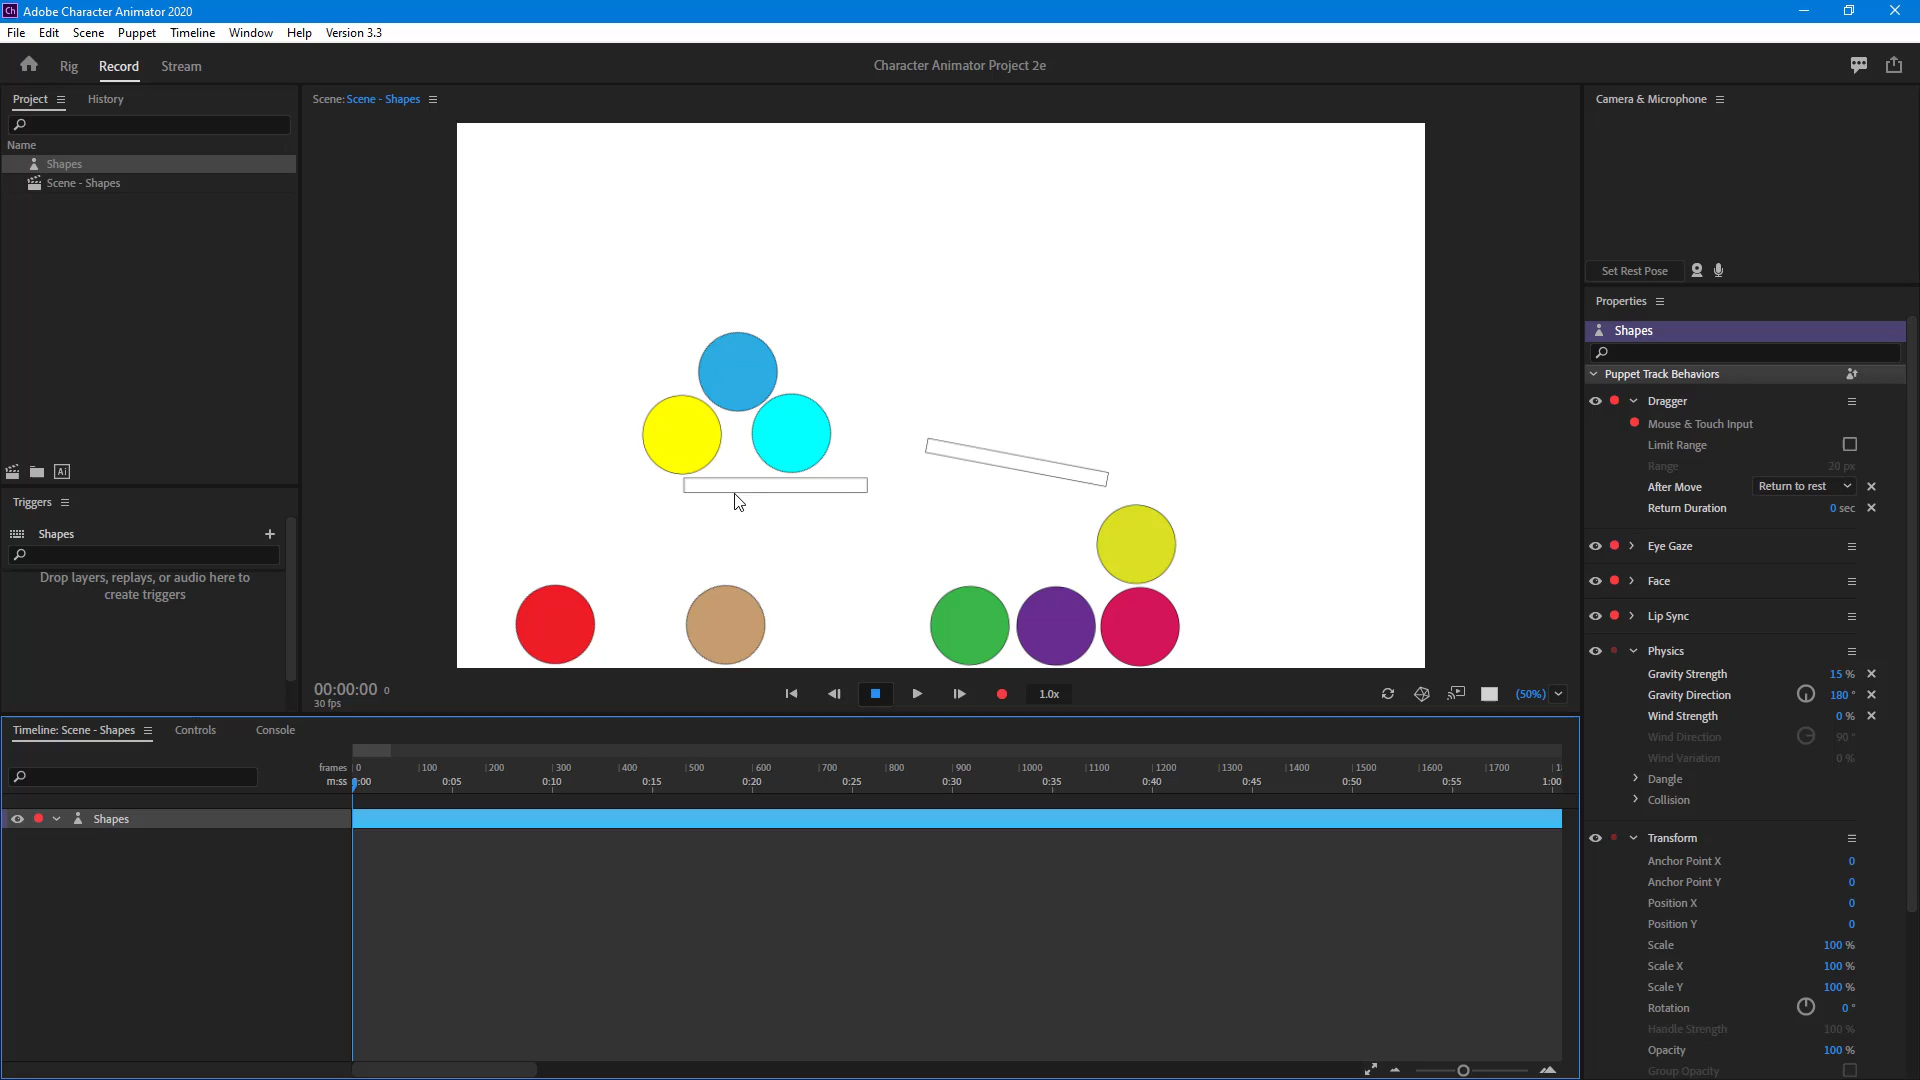 Ch Adobe Character Animator 2020
File Edit Scene Puppet Timeline Window Help Version 3.3
Rig Record Stream Character Animator Project 2e
Project History
Name
Shapes
Scene - Shapes
Ai
Triggers
Shapes
Drop layers, replays, or audio here to
create triggers
Scene: Scene - Shapes
00:00:00 0
30 fps
1.0x
(50%)
Camera & Microphone
Set Rest Pose
Properties
Shapes
Puppet Track Behaviors
Dragger
Mouse & Touch Input
Limit Range
Range 20 px
After Move Return to rest
Return Duration 0 sec
Eye Gaze
Face
Lip Sync
Physics
Gravity Strength 15 %
Gravity Direction 180 °
Wind Strength 0 %
Wind Direction 90 °
Wind Variation 0 %
Dangle
Collision
Transform
Anchor Point X 0
Anchor Point Y 0
Position X 0
Position Y 0
Scale 100 %
Scale X 100 %
Scale Y 100 %
Rotation 0 °
Handle Strength 100 %
Opacity 100 %
Group Opacity
Timeline: Scene - Shapes Controls Console
frames 0 100 200 300 400 500 600 700 800 900 1000 1100 1200 1300 1400 1500 1600 1700
m:ss :00 0:05 0:10 0:15 0:20 0:25 0:30 0:35 0:40 0:45 0:50 0:55 1:00
Shapes